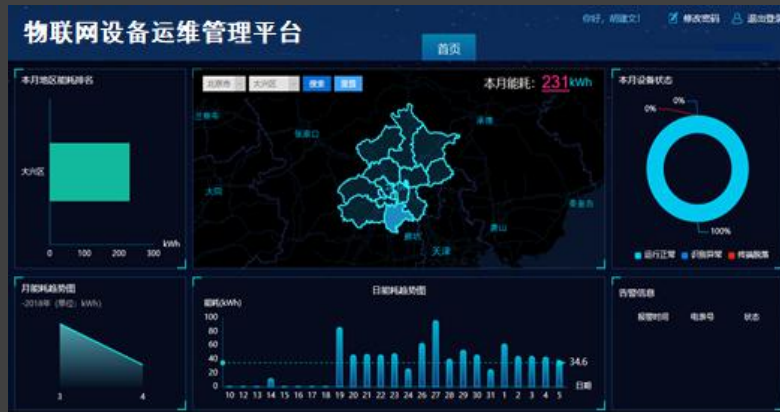 物联网设备运维管理平台
你好，胡建文！ 修改密码 退出登录
首页
本月地区能耗排名
大兴区
kWh
0 100 200 300
北京市 大兴区 搜索 重置
本月能耗：231kWh
张家口
承德
大同
秦皇岛
唐山
廊坊
天津
本月设备状态
0% 0%
100%
运行正常 识别异常 终端脱落
月能耗趋势图
-2018年（单位：kWh）
3 4
日能耗趋势图
能耗(kWh)
100
80
60
40
20
0
34.6
日期
10 12 13 14 15 16 17 18 19 20 21 22 23 24 25 26 27 28 29 30 31 1 2 3 4 5
告警信息
报警时间 电表号 状态